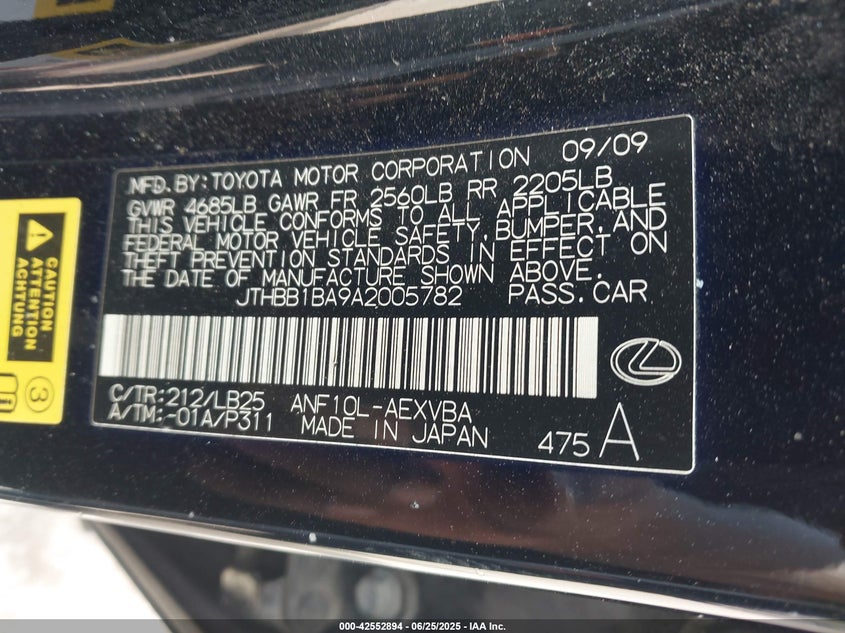 MFD. BY: TOYOTA MOTOR CORPORATION 09/09
GVWR 4685LB GAWR FR 2560LB RR 2205LB
THIS VEHICLE CONFORMS TO ALL APPLICABLE
FEDERAL MOTOR VEHICLE SAFETY, BUMPER, AND
THEFT PREVENTION STANDARDS IN EFFECT ON
THE DATE OF MANUFACTURE SHOWN ABOVE.
JTHBB1BA9A2005782 PASS. CAR
C/TR: 212/LB25 ANF10L-AEXVBA
A/TM: -01A/P311 MADE IN JAPAN 475 A
CAUTION
ATTENTION
ACHTUNG
3
000-42552894 - 06/25/2025 - IAA Inc.